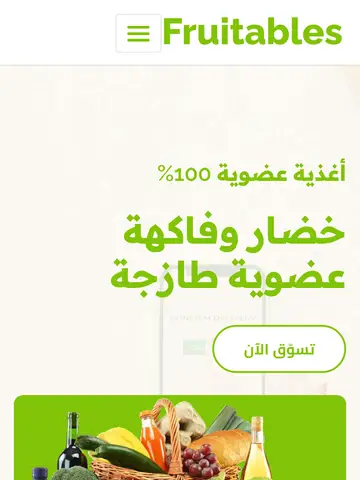 Fruitables
أغذية عضوية 100%
خضار وفاكهة
عضوية طازجة
تسوّق الآن